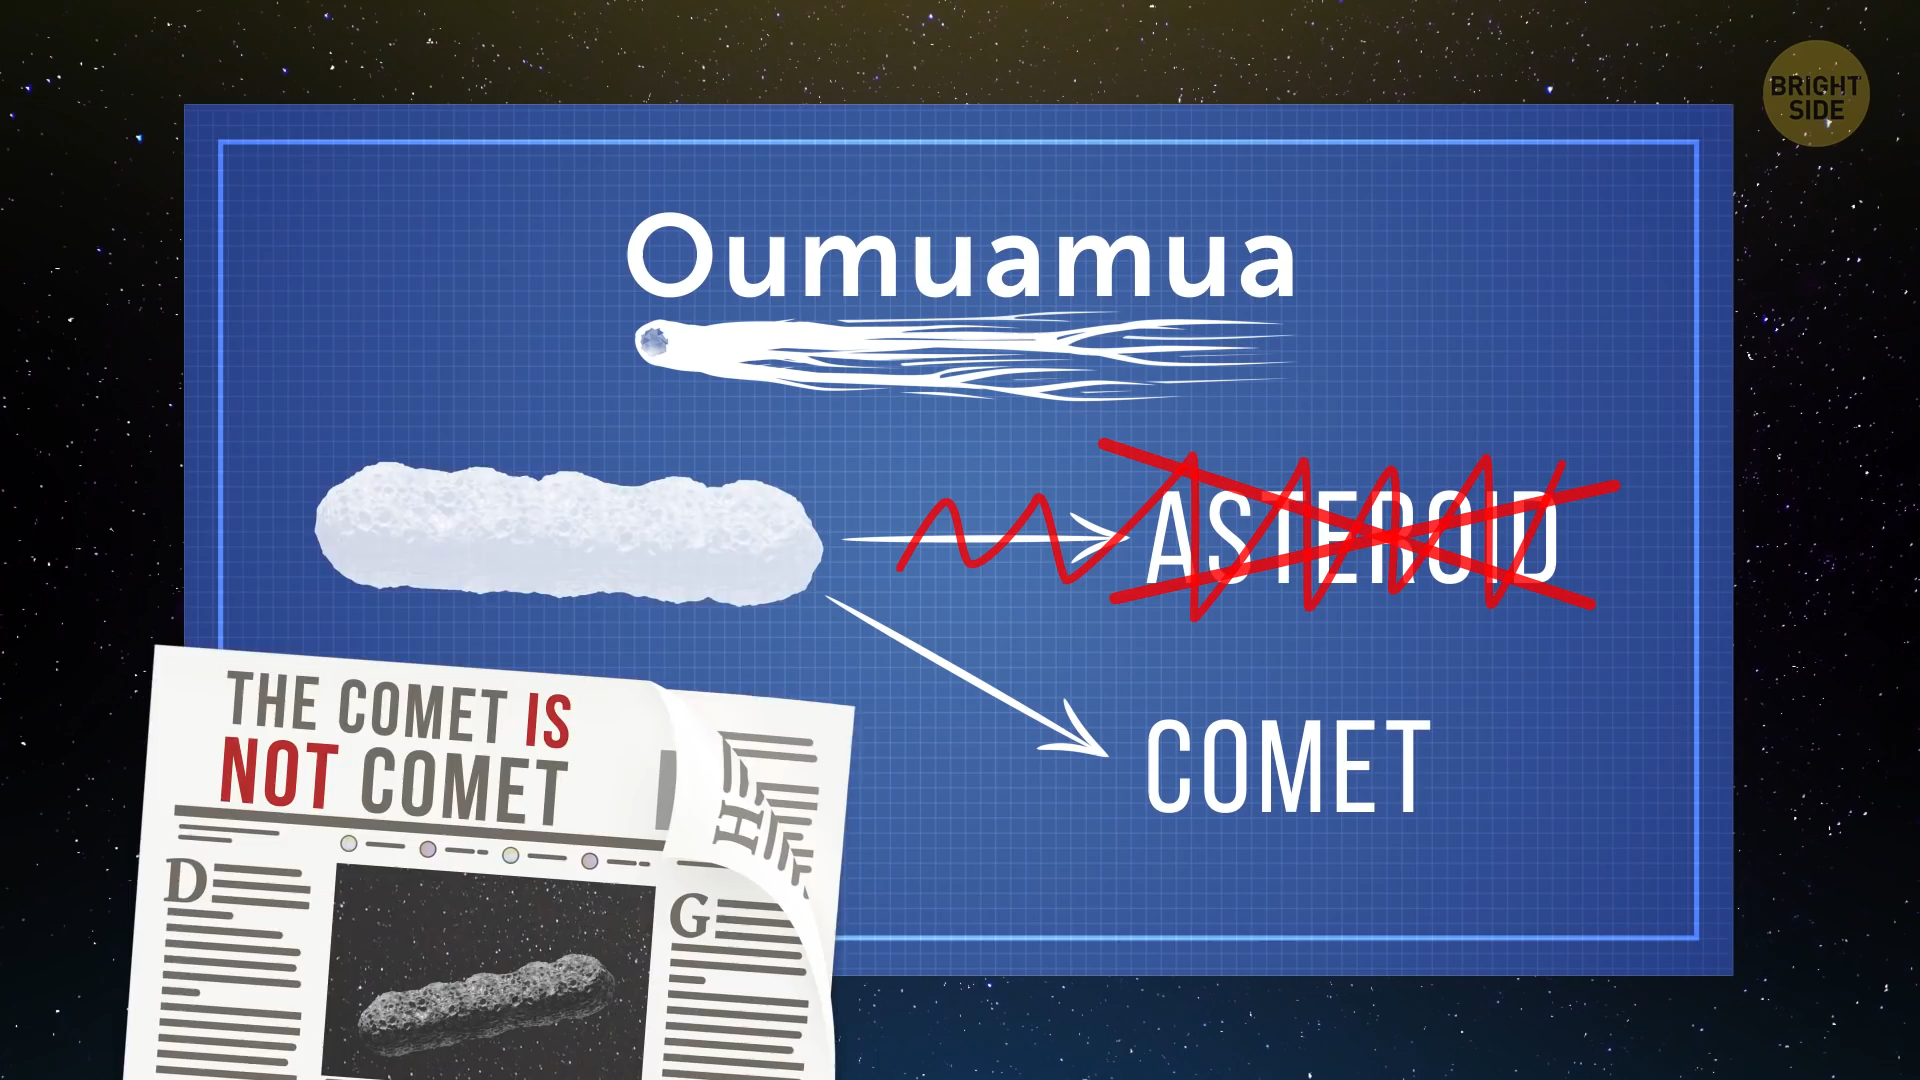 BRIGHT
SIDE
Oumuamua
ASTEROID
COMET
THE COMET IS
NOT COMET
H
D
G